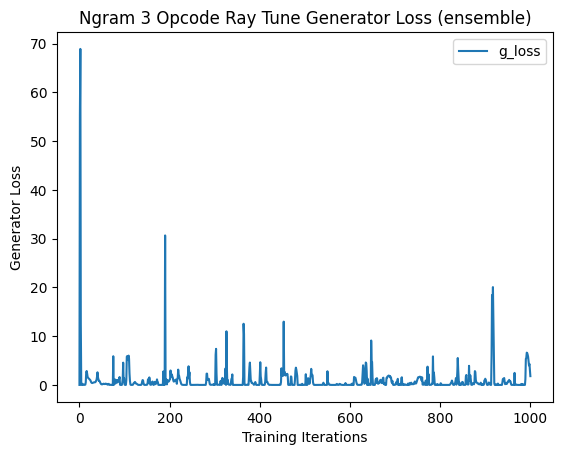 Ngram 3 Opcode Ray Tune Generator Loss (ensemble)
g_loss
Generator Loss
70
60
50
40
30
20
10
0
0 200 400 600 800 1000
Training Iterations